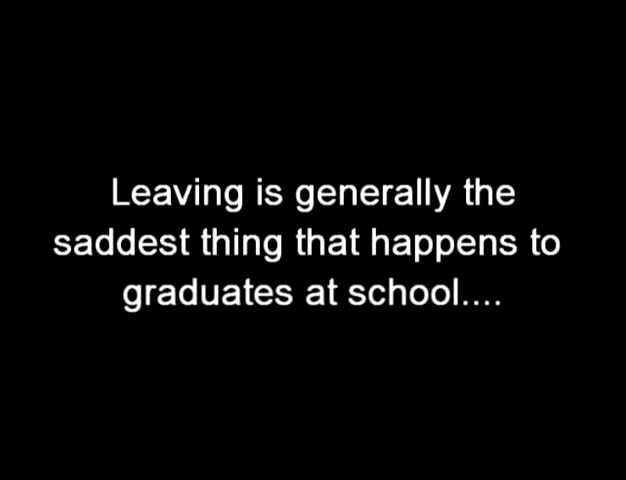 Leaving is generally the
saddest thing that happens to
graduates at school....